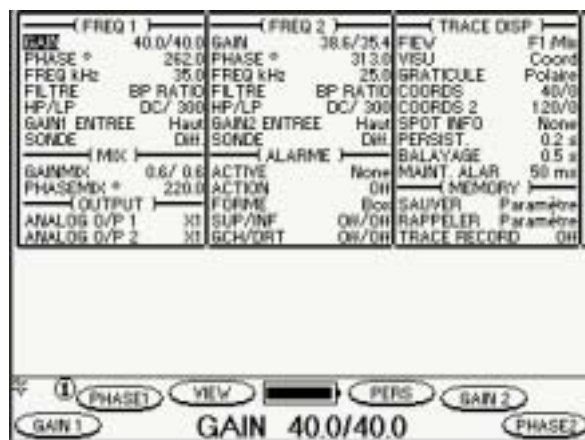 FREQ 1
GAIN 40.0/40.0
PHASE ° 262.0
FREQ kHz 35.0
FILTRE BP RATIO
HP/LP DC/ 300
GAIN1 ENTREE Haut
SONDE Diff.
MIX
GAINMIX 0.6/ 0.6
PHASEMIX ° 220.0
OUTPUT
ANALOG O/P 1 X1
ANALOG O/P 2 X1
FREQ 2
GAIN 38.6/35.4
PHASE ° 313.0
FREQ kHz 25.0
FILTRE BP RATIO
HP/LP DC/ 300
GAIN2 ENTREE Haut
SONDE Diff.
ALARME
ACTIVE None
ACTION Off
FORME Box
SUP/INF Off/Off
GCH/DRT Off/Off
TRACE DISP
VIEW F1/Mix
VISU Coord
GRATICULE Polaire
COORDS 40/0
COORDS 2 120/0
SPOT INFO None
PERSIST 0.2 s
BALAYAGE 0.5 s
MAINT. ALAR 50 ms
MEMORY
SAUVER Paramètre
RAPPELER Paramètre
TRACE RECORD Off
1 PHASE1 VIEW PERS GAIN 2
GAIN 1 GAIN 40.0/40.0 PHASE2